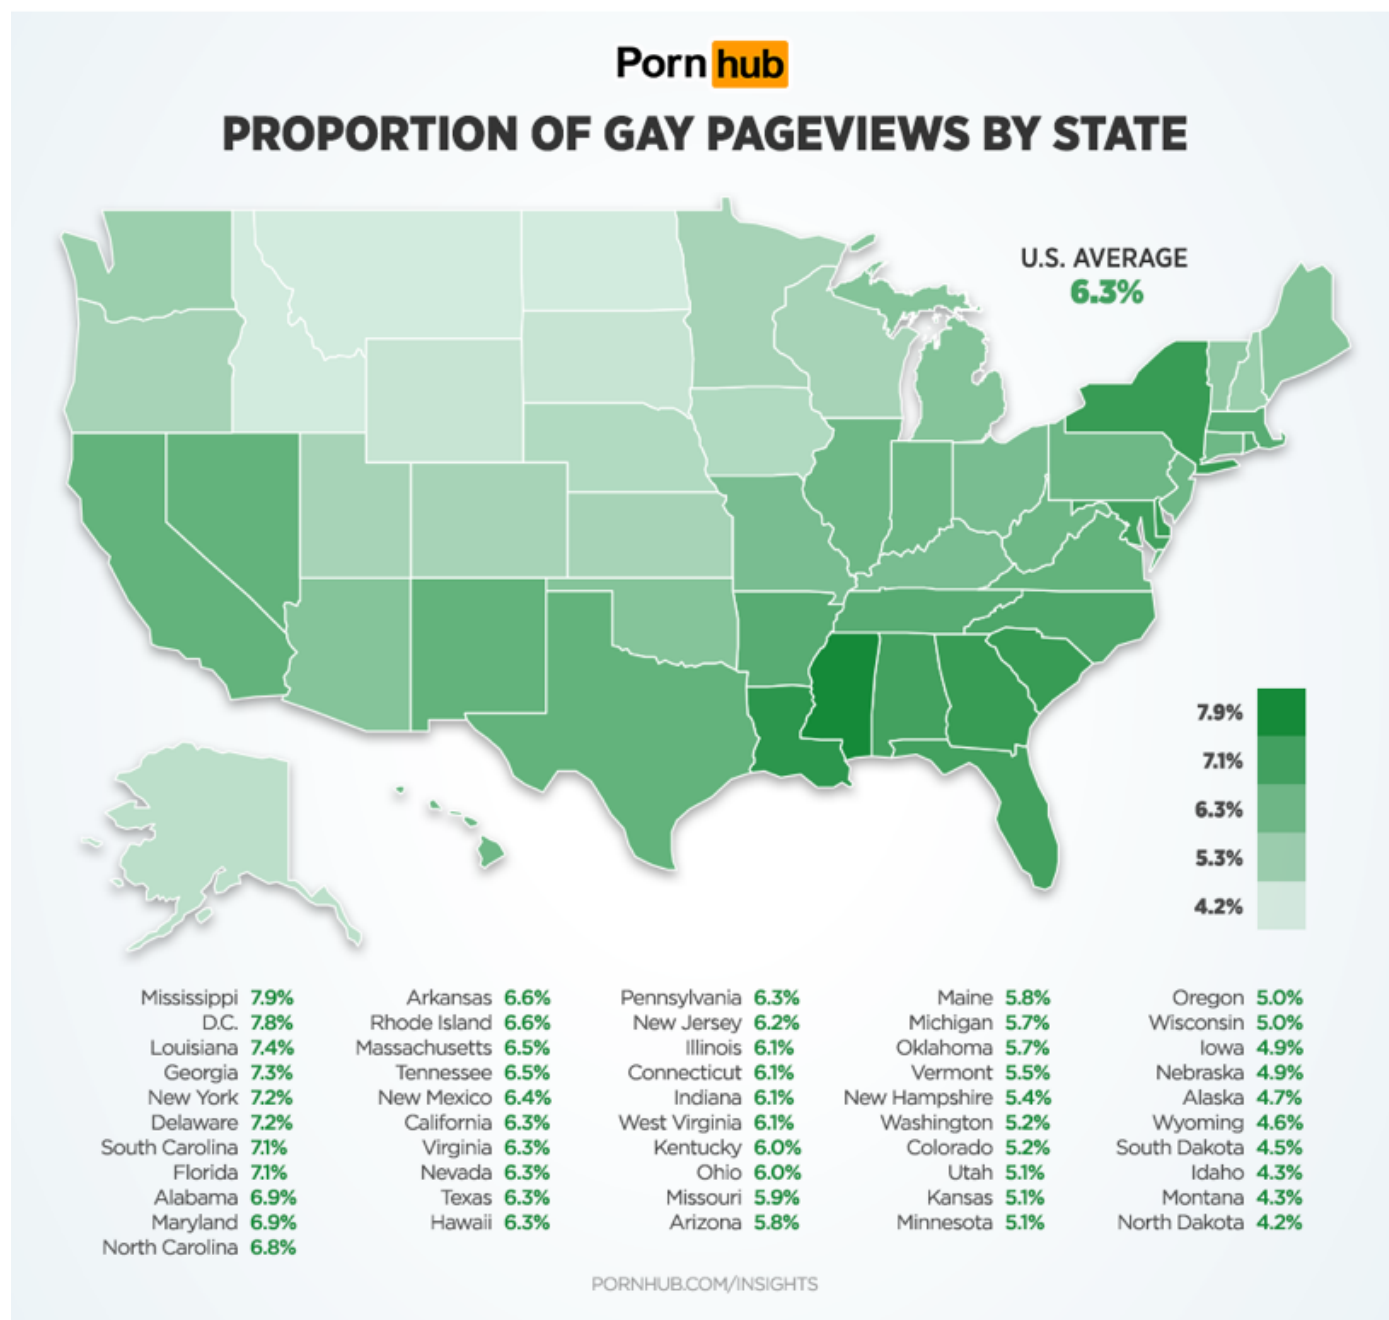 Pornhub
PROPORTION OF GAY PAGEVIEWS BY STATE
U.S. AVERAGE
6.3%
7.9%
7.1%
6.3%
5.3%
4.2%
Mississippi 7.9%
D.C. 7.8%
Louisiana 7.4%
Georgia 7.3%
New York 7.2%
Delaware 7.2%
South Carolina 7.1%
Florida 7.1%
Alabama 6.9%
Maryland 6.9%
North Carolina 6.8%
Arkansas 6.6%
Rhode Island 6.6%
Massachusetts 6.5%
Tennessee 6.5%
New Mexico 6.4%
California 6.3%
Virginia 6.3%
Nevada 6.3%
Texas 6.3%
Hawaii 6.3%
Pennsylvania 6.3%
New Jersey 6.2%
Illinois 6.1%
Connecticut 6.1%
Indiana 6.1%
West Virginia 6.1%
Kentucky 6.0%
Ohio 6.0%
Missouri 5.9%
Arizona 5.8%
Maine 5.8%
Michigan 5.7%
Oklahoma 5.7%
Vermont 5.5%
New Hampshire 5.4%
Washington 5.2%
Colorado 5.2%
Utah 5.1%
Kansas 5.1%
Minnesota 5.1%
Oregon 5.0%
Wisconsin 5.0%
Iowa 4.9%
Nebraska 4.9%
Alaska 4.7%
Wyoming 4.6%
South Dakota 4.5%
Idaho 4.3%
Montana 4.3%
North Dakota 4.2%
PORNHUB.COM/INSIGHTS